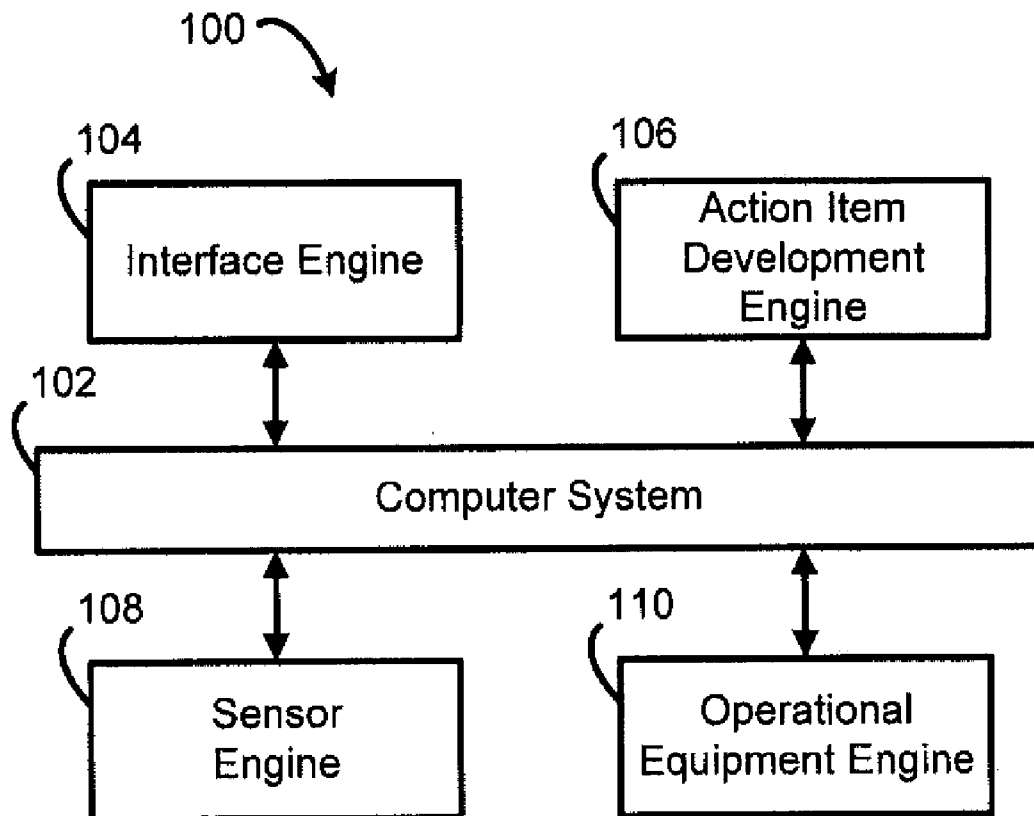 100
104
106
Interface Engine
Action Item
Development
Engine
102
Computer System
108
110
Sensor
Engine
Operational
Equipment Engine